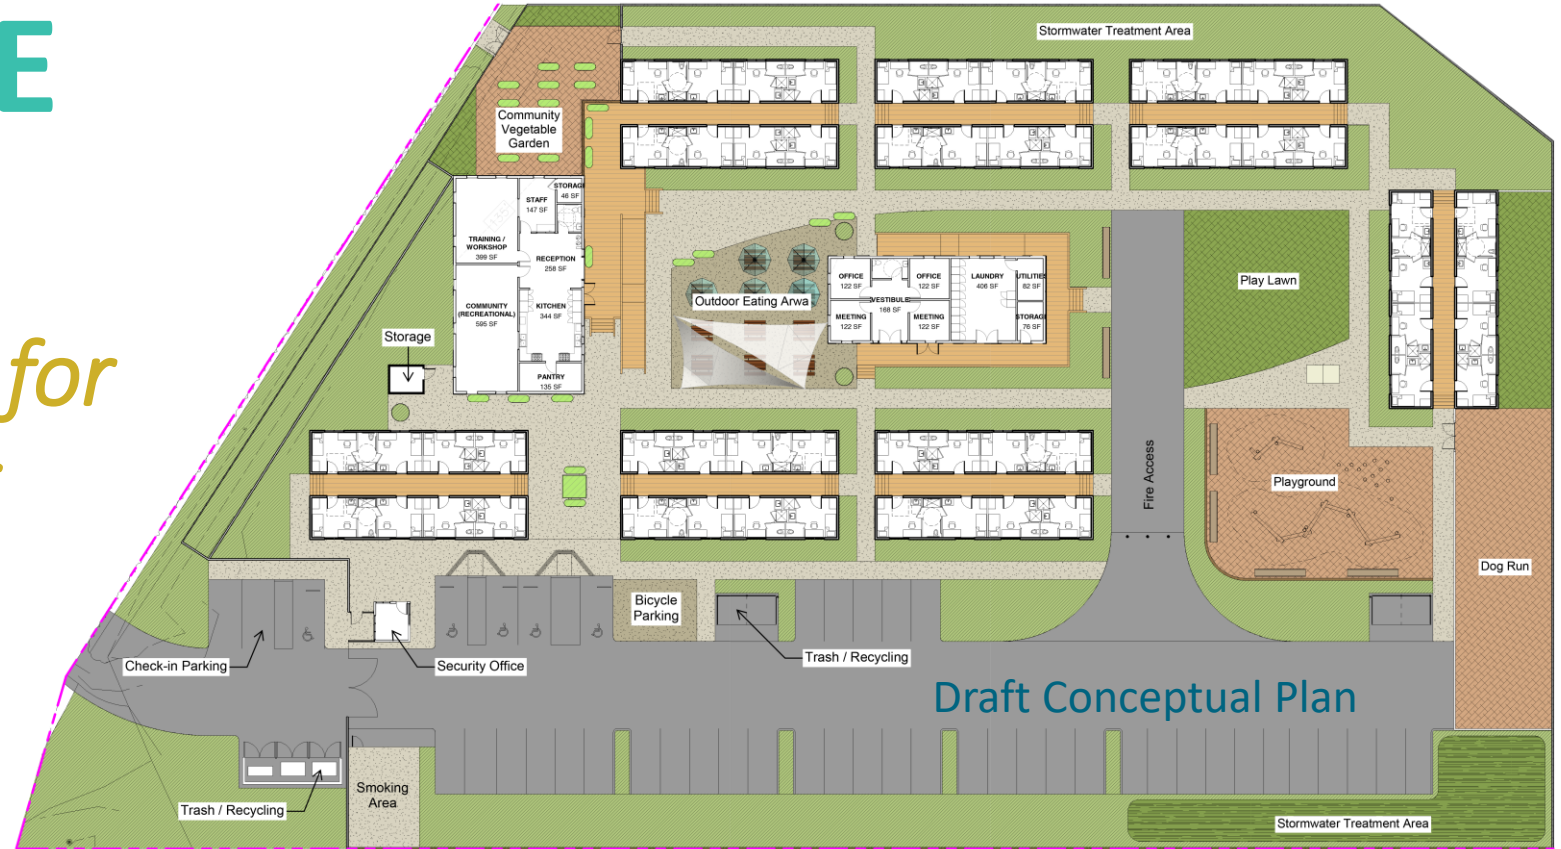 E
for
Stormwater Treatment Area
Community
Vegetable
Garden
STORAGE
46 SF
STAFF
147 SF
TRAINING /
WORKSHOP
399 SF
RECEPTION
258 SF
COMMUNITY
(RECREATIONAL)
595 SF
KITCHEN
344 SF
PANTRY
135 SF
Storage
Outdoor Eating Arwa
OFFICE
122 SF
OFFICE
122 SF
LAUNDRY
406 SF
UTILITIES
82 SF
VESTIBULE
168 SF
MEETING
122 SF
MEETING
122 SF
STORAGE
76 SF
Play Lawn
Fire Access
Playground
Dog Run
Bicycle
Parking
Check-in Parking
Security Office
Trash / Recycling
Draft Conceptual Plan
Smoking
Area
Trash / Recycling
Stormwater Treatment Area